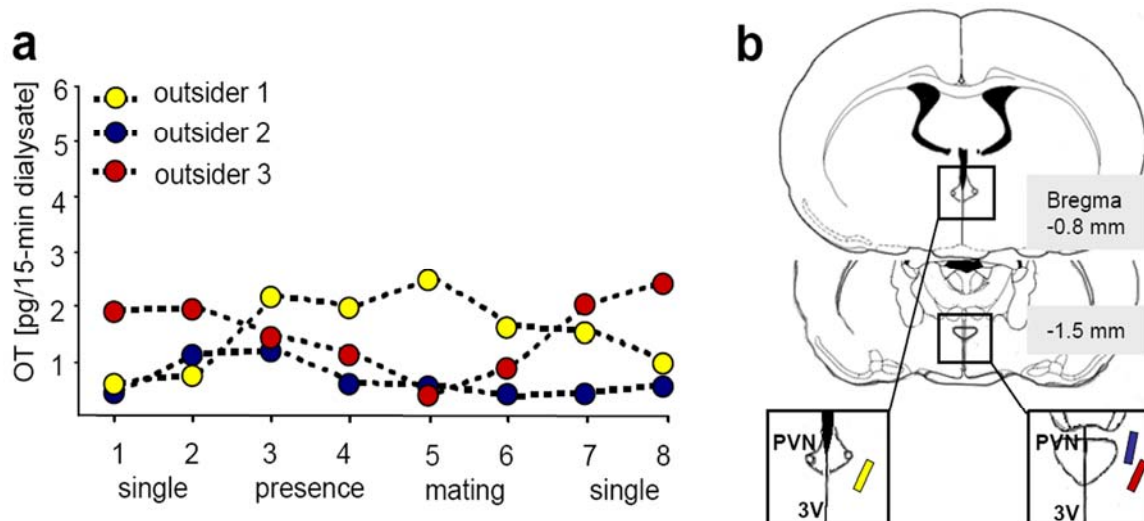 a
OT [pg/15-min dialysate]
6
5
4
3
2
1
outsider 1
outsider 2
outsider 3
1 2 3 4 5 6 7 8
single presence mating single
b
Bregma
-0.8 mm
-1.5 mm
PVN
3V
PVN
3V